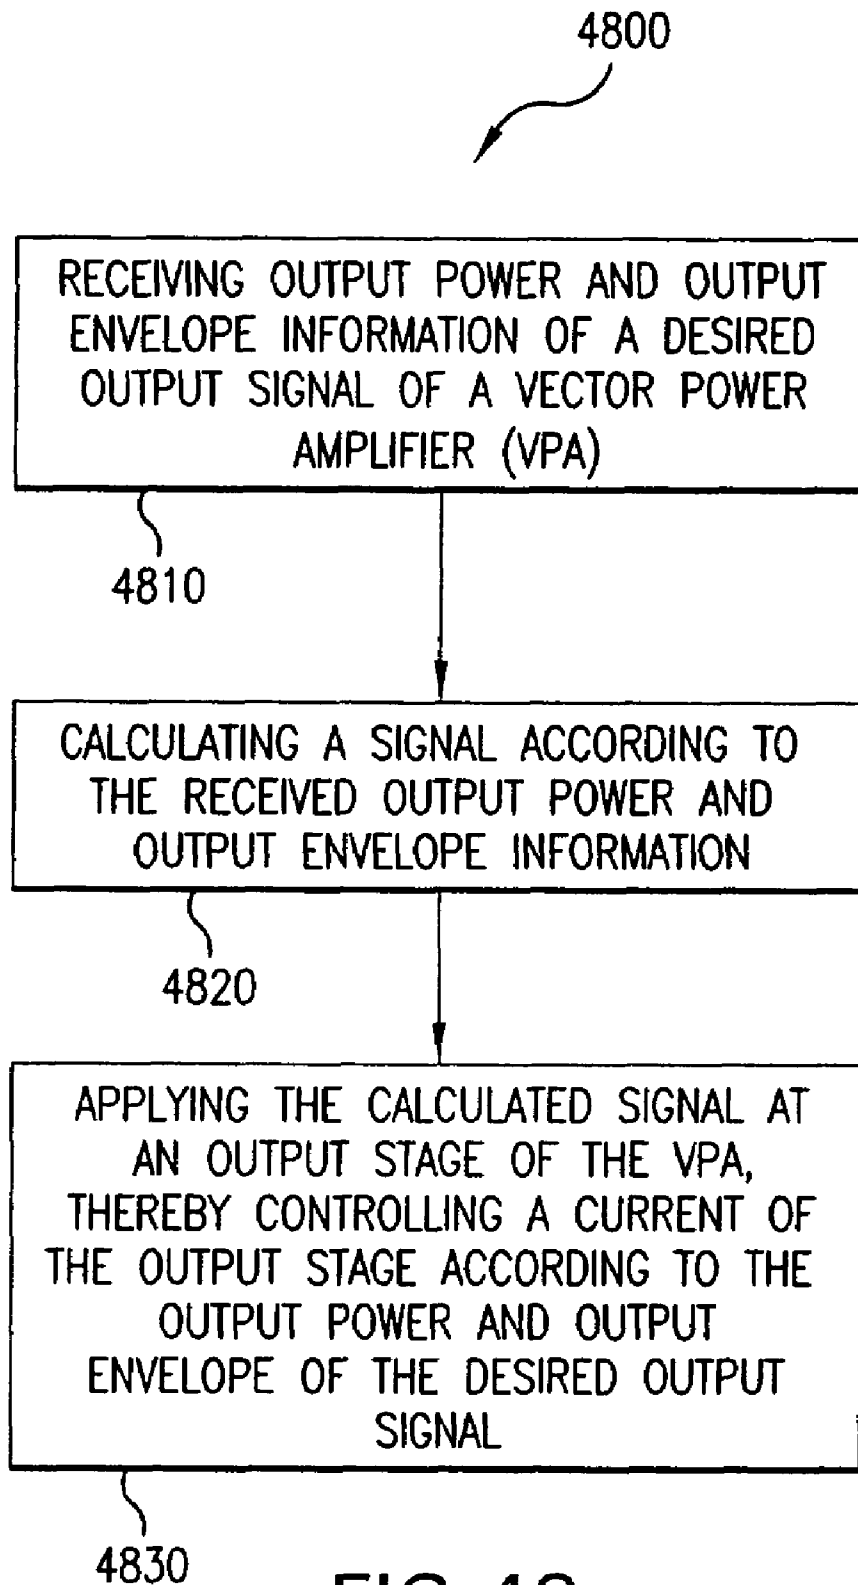 4800
RECEIVING OUTPUT POWER AND OUTPUT
ENVELOPE INFORMATION OF A DESIRED
OUTPUT SIGNAL OF A VECTOR POWER
AMPLIFIER (VPA)
4810
CALCULATING A SIGNAL ACCORDING TO
THE RECEIVED OUTPUT POWER AND
OUTPUT ENVELOPE INFORMATION
4820
APPLYING THE CALCULATED SIGNAL AT
AN OUTPUT STAGE OF THE VPA,
THEREBY CONTROLLING A CURRENT OF
THE OUTPUT STAGE ACCORDING TO THE
OUTPUT POWER AND OUTPUT
ENVELOPE OF THE DESIRED OUTPUT
SIGNAL
4830
FIG. 48